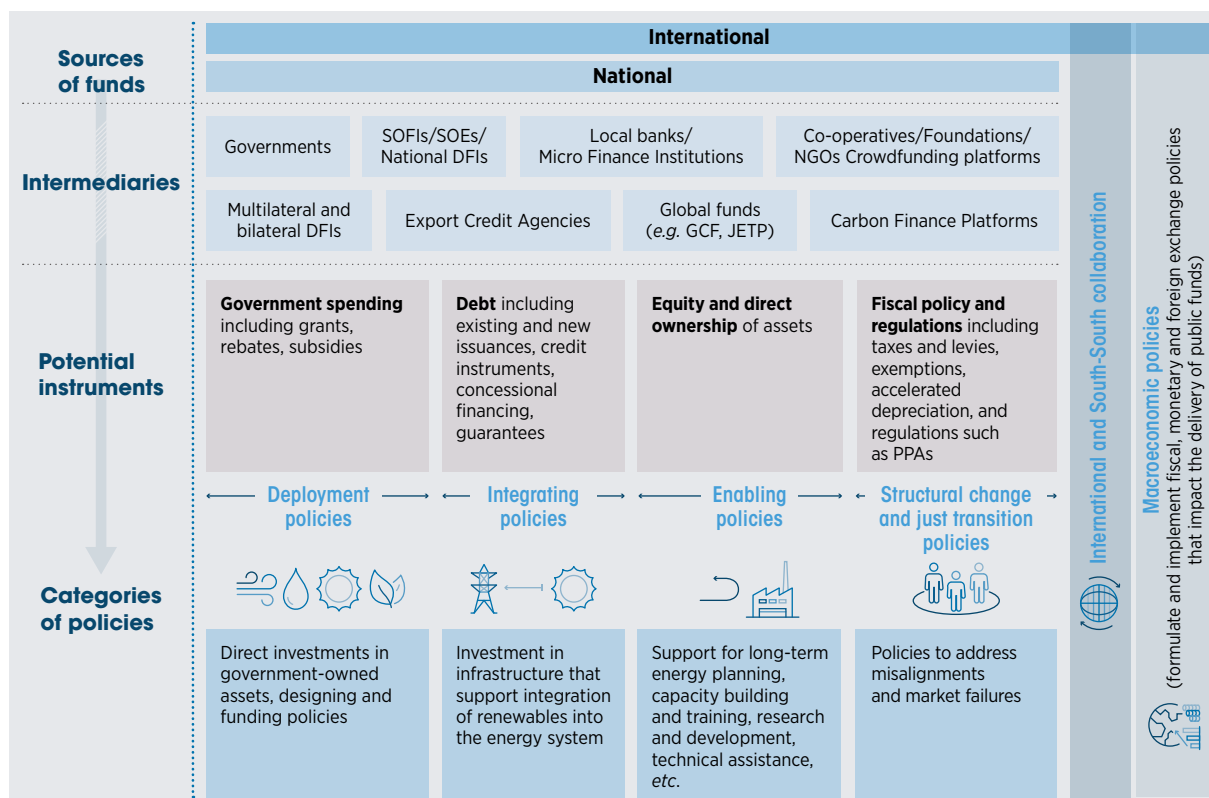 Sources
of funds
International
National
Intermediaries
Governments
SOFIs/SOEs/
National DFIs
Local banks/
Micro Finance Institutions
Co-operatives/Foundations/
NGOs Crowdfunding platforms
Multilateral and
bilateral DFIs
Export Credit Agencies
Global funds
(e.g. GCF, JETP)
Carbon Finance Platforms
Potential
instruments
Government spending
including grants,
rebates, subsidies
Debt including
existing and new
issuances, credit
instruments,
concessional
financing,
guarantees
Equity and direct
ownership of assets
Fiscal policy and
regulations including
taxes and levies,
exemptions,
accelerated
depreciation, and
regulations such
as PPAs
Categories
of policies
Deployment
policies
Integrating
policies
Enabling
policies
Structural change
and just transition
policies
Direct investments in
government-owned
assets, designing and
funding policies
Investment in
infrastructure that
support integration
of renewables into
the energy system
Support for long-term
energy planning,
capacity building
and training, research
and development,
technical assistance,
etc.
Policies to address
misalignments
and market failures
International and South-South collaboration
Macroeconomic policies
(formulate and implement fiscal, monetary and foreign exchange policies
that impact the delivery of public funds)